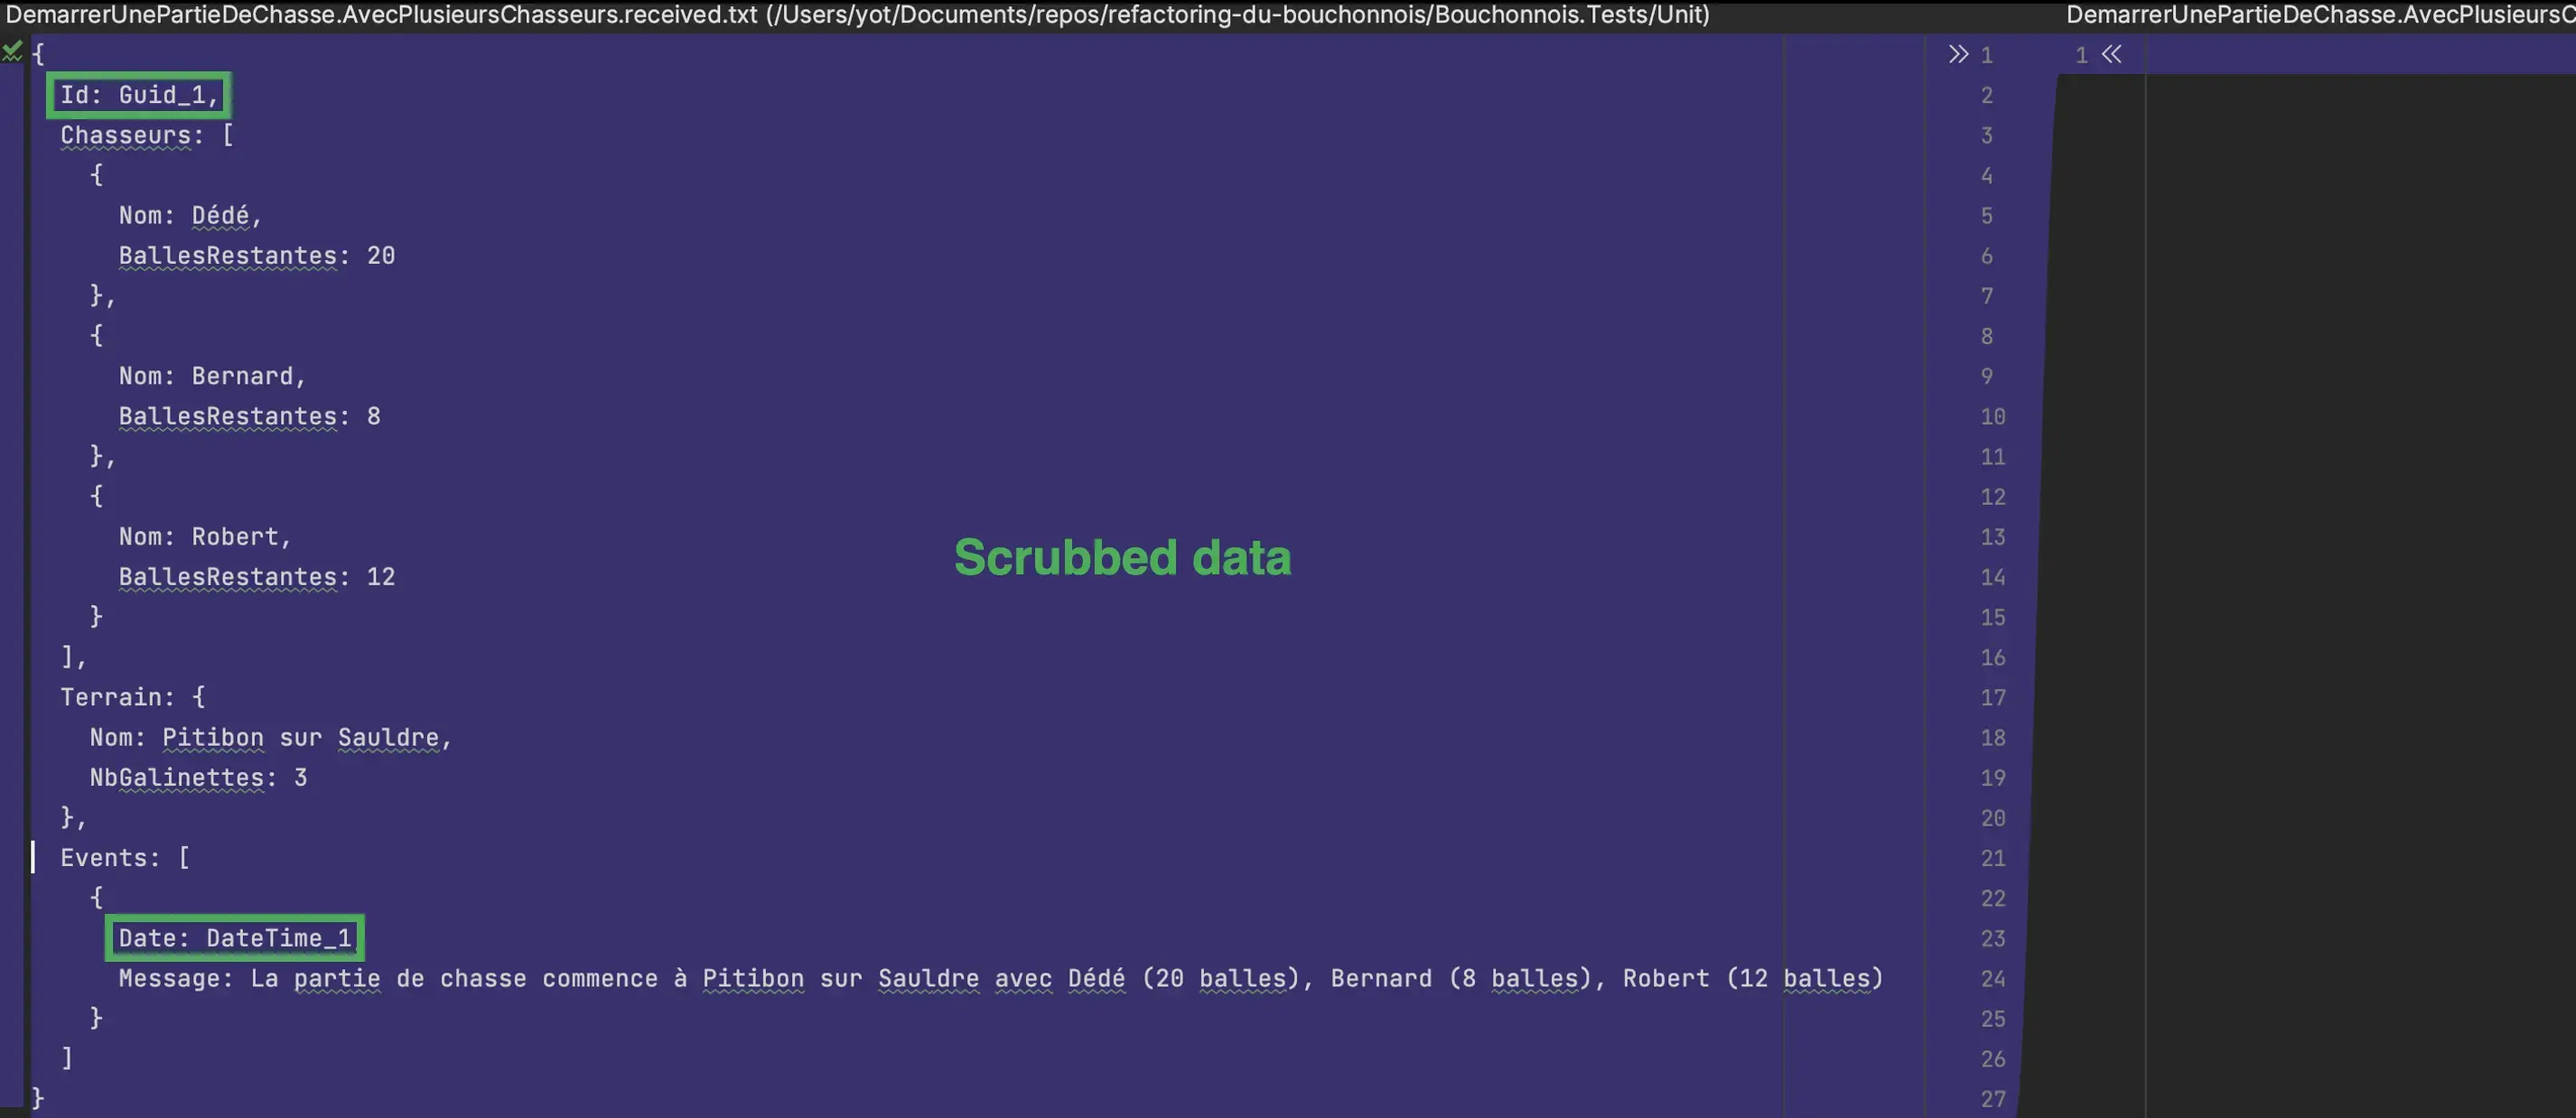 DemarrerUnePartieDeChasse.AvecPlusieursChasseurs.received.txt (/Users/yot/Documents/repos/refactoring-du-bouchonnois/Bouchonnois.Tests/Unit) DemarrerUnePartieDeChasse.AvecPlusieursC
{ » 1 1 «
Id: Guid_1, 2
Chasseurs: [ 3
{ 4
Nom: Dédé, 5
BallesRestantes: 20 6
}, 7
{ 8
Nom: Bernard, 9
BallesRestantes: 8 10
}, 11
{ 12
Nom: Robert, 13
BallesRestantes: 12 14
} 15
], 16
Terrain: { 17
Nom: Pitibon sur Sauldre, 18
NbGalinettes: 3 19
}, 20
Events: [ 21
{ 22
Date: DateTime_1 23
Message: La partie de chasse commence à Pitibon sur Sauldre avec Dédé (20 balles), Bernard (8 balles), Robert (12 balles) 24
} 25
] 26
} 27
Scrubbed data